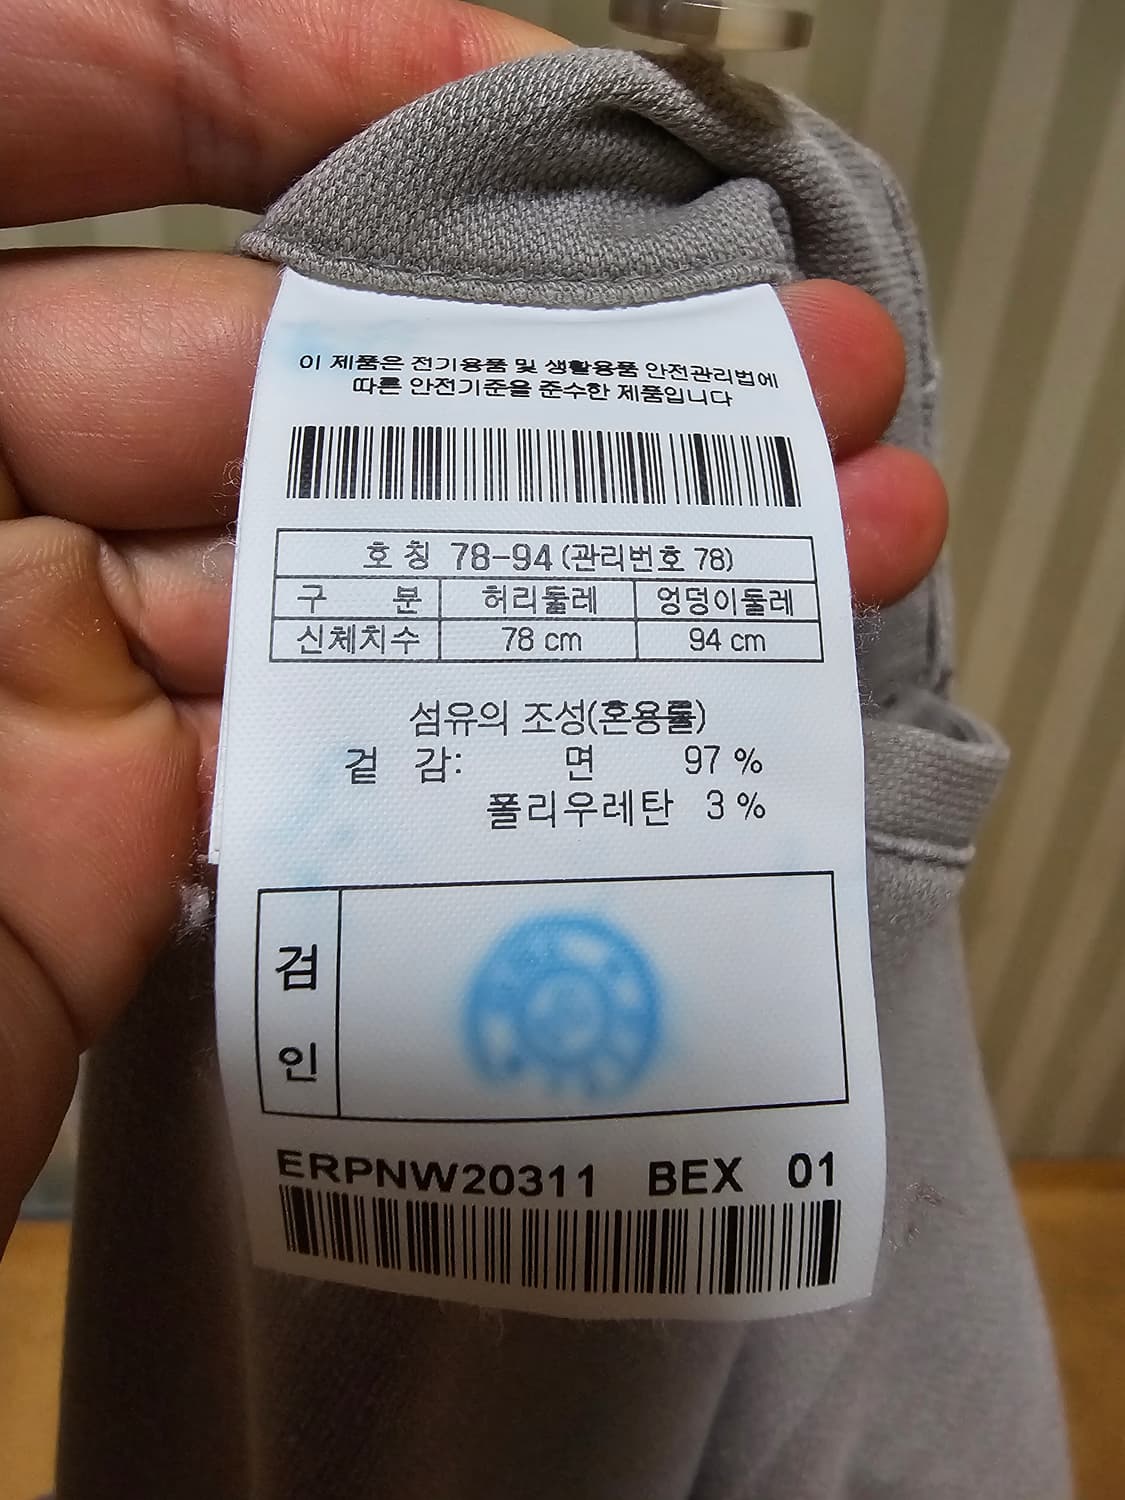 이 제품은 전기용품 및 생활용품 안전관리법에
따른 안전기준을 준수한 제품입니다
호 칭 78-94 (관리번호 78)
구 분 허리둘레 엉덩이둘레
신체치수 78 cm 94 cm
섬유의 조성(혼용률)
겉 감: 면 97 %
폴리우레탄 3 %
검
인
ERPNW20311 BEX 01